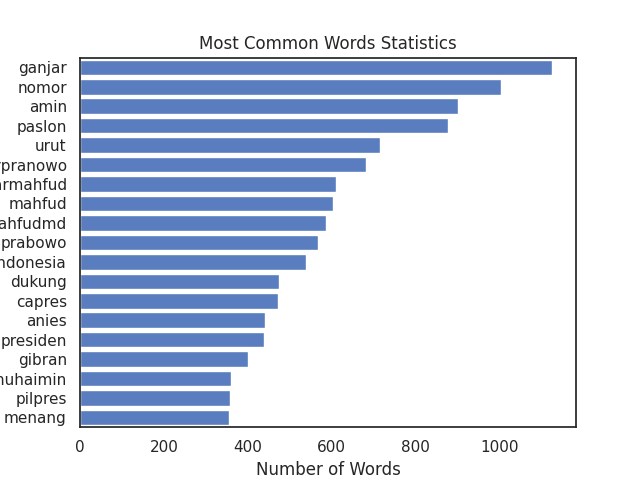 Most Common Words Statistics
ganjar
nomor
amin
paslon
urut
pranowo
rmahfud
mahfud
ahfudmd
prabowo
ndonesia
dukung
capres
anies
presiden
gibran
uhaimin
pilpres
menang
0 200 400 600 800 1000
Number of Words